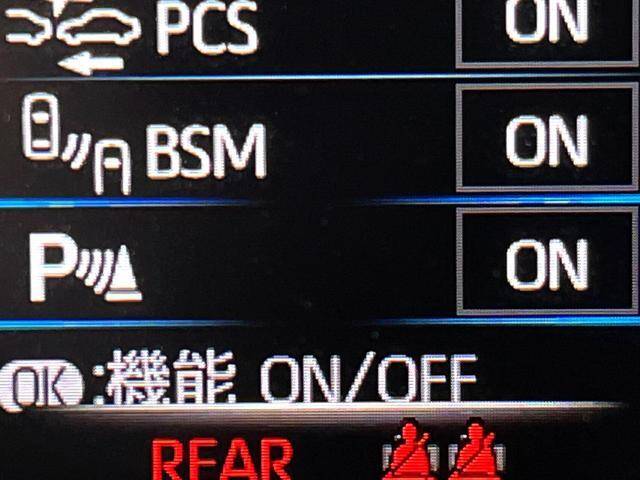 PCS ON
BSM ON
P ON
OK :機能 ON/OFF
REAR